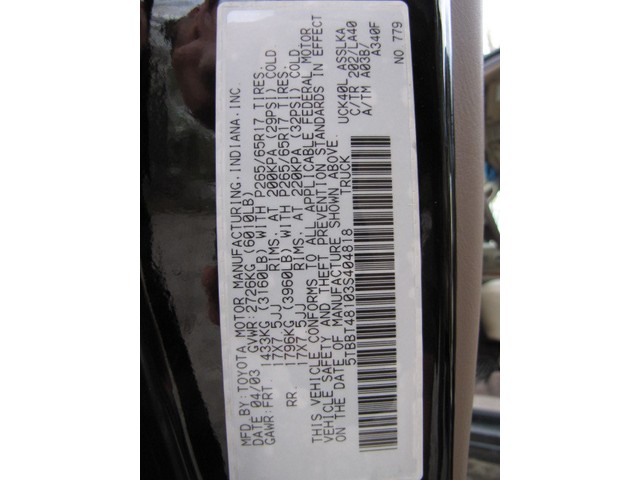 MFD.BY:TOYOTA MOTOR MANUFACTURING.INDIANA.INC
DATE 04/03 GVWR:2726KG(6010LB)
GAWR:FRT. 1433KG (3160LB) WITH P265/65R17 TIRES.
17X7.5JJ RIMS. AT 200KPA (29PSI) COLD
RR. 1796KG (3960LB) WITH P265/65R17 TIRES.
17X7.5JJ RIMS. AT 220KPA (32PSI) COLD
THIS VEHICLE CONFORMS TO ALL APPLICABLE FEDERAL MOTOR
VEHICLE SAFETY AND THEFT PREVENTION STANDARDS IN EFFECT
ON THE DATE OF MANUFACTURE SHOWN ABOVE.
5TBBT48103S404818 TRUCK
UCK40L ASSLKA
C/TR 202/LA40
A/TM A03B/
A340F
NO 779